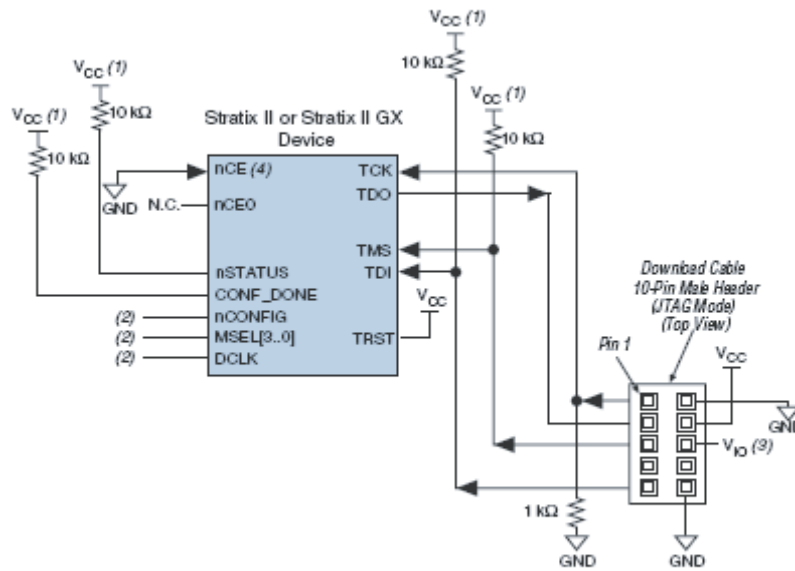 VCC (1)
10 kΩ
VCC (1)
10 kΩ
VCC (1)
10 kΩ
VCC (1)
10 kΩ
Stratix II or Stratix II GX
Device
GND
nCE (4)
TCK
TDO
N.C.
nCE0
TMS
TDI
nSTATUS
CONF_DONE
VCC
(2)
nCONFIG
(2)
MSEL[3..0]
TRST
(2)
DCLK
Download Cable
10-Pin Male Header
(JTAG Mode)
(Top View)
Pin 1
VCC
GND
VIO (3)
1 kΩ
GND
GND